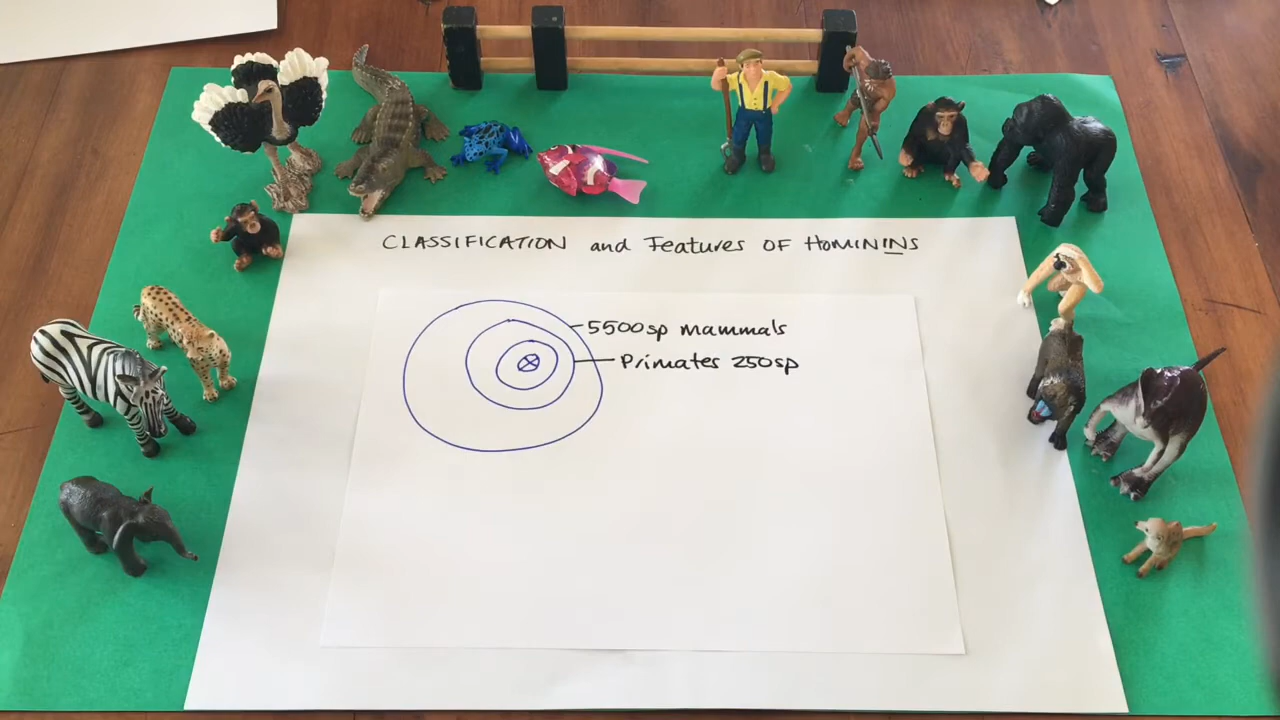 CLASSIFICATION and Features OF HOMININS
5500sp mammals
Primates 250sp